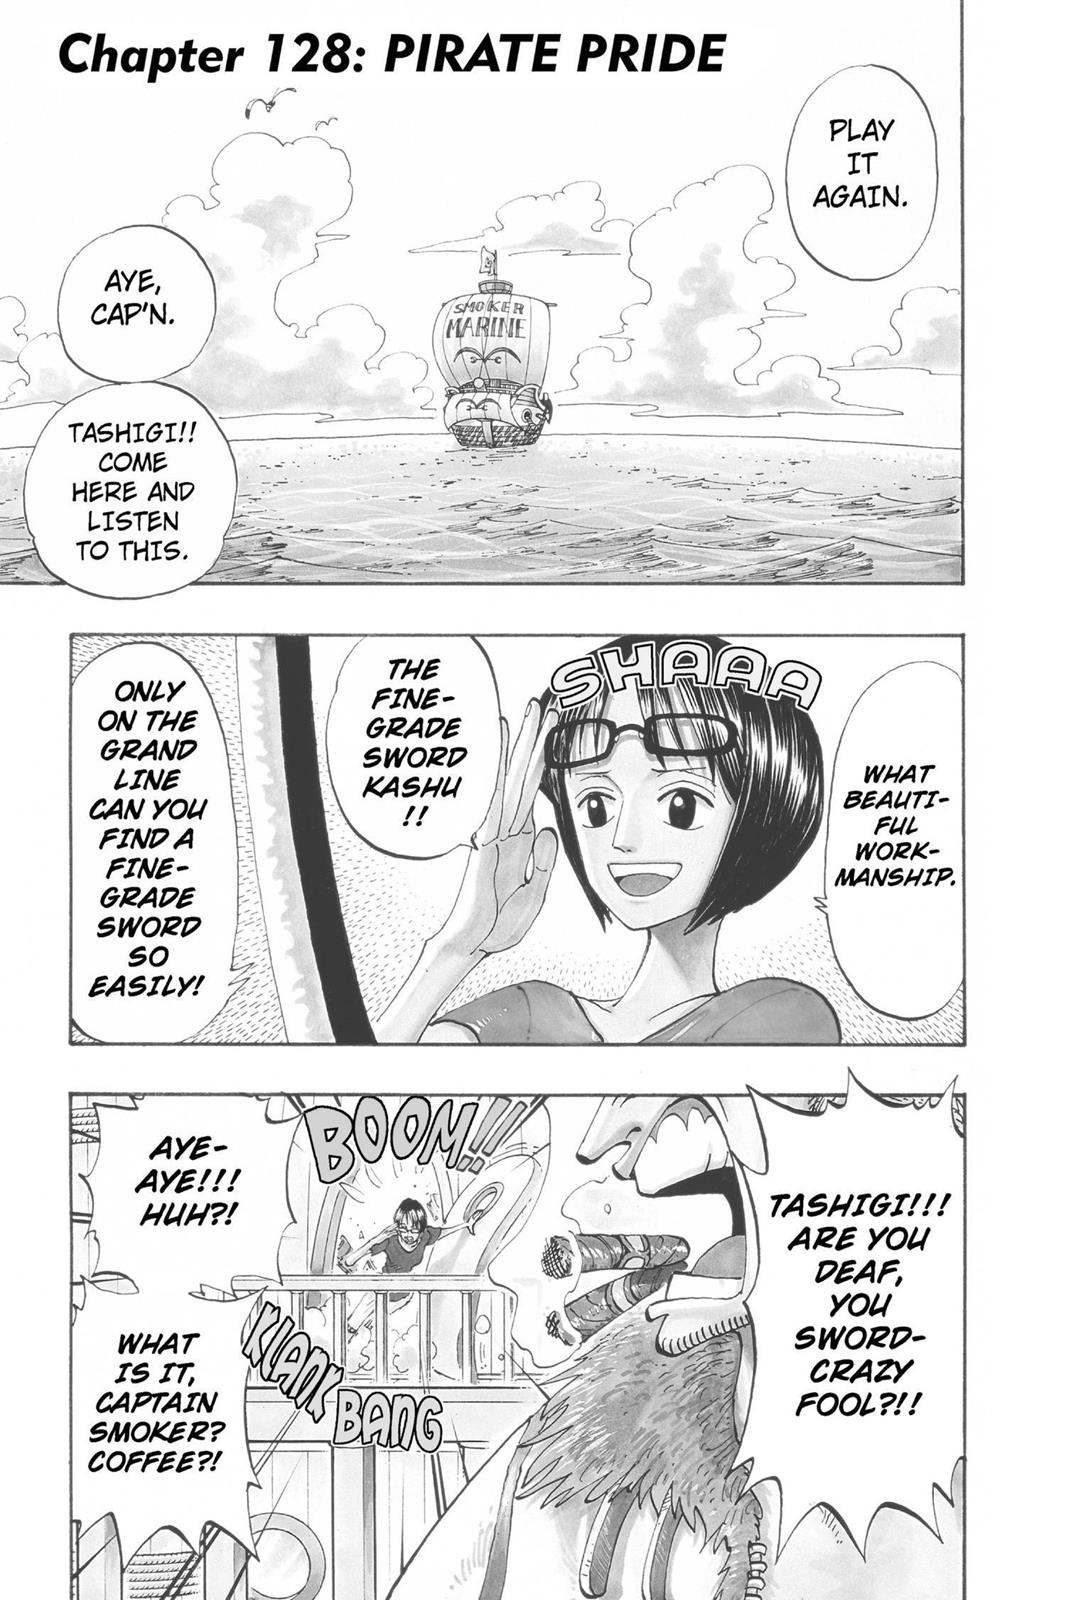 Chapter 128: PIRATE PRIDE
PLAY
IT
AGAIN.
SMOKER
MARINE
AYE,
CAP'N.
TASHIGI!!
COME
HERE AND
LISTEN
TO THIS.
SHAAA
WHAT
BEAUTI-
FUL
WORK-
MANSHIP.
THE
FINE-
GRADE
SWORD
KASHU
!!
ONLY
ON THE
GRAND
LINE
CAN YOU
FIND A
FINE-
GRADE
SWORD
SO
EASILY!
TASHIGI!!!
ARE YOU
DEAF,
YOU
SWORD-
CRAZY
FOOL?!!
BOOM!!
KLANK
BANG
AYE-
AYE!!!
HUH?!
WHAT
IS IT,
CAPTAIN
SMOKER?
COFFEE?!